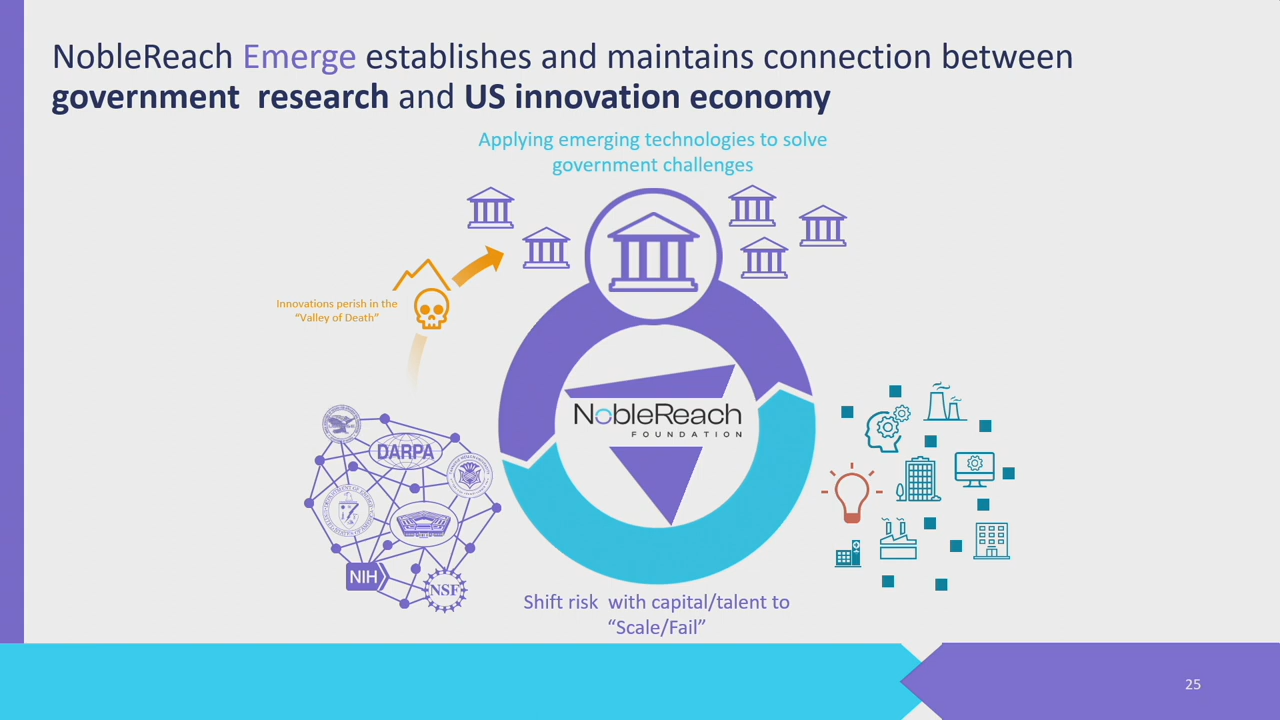 NobleReach Emerge establishes and maintains connection between
government  research and US innovation economy
Applying emerging technologies to solve
government challenges
Innovations perish in the
“Valley of Death”
NobleReach
FOUNDATION
DARPA
NIH
NSF
Shift risk  with capital/talent to
“Scale/Fail”
25